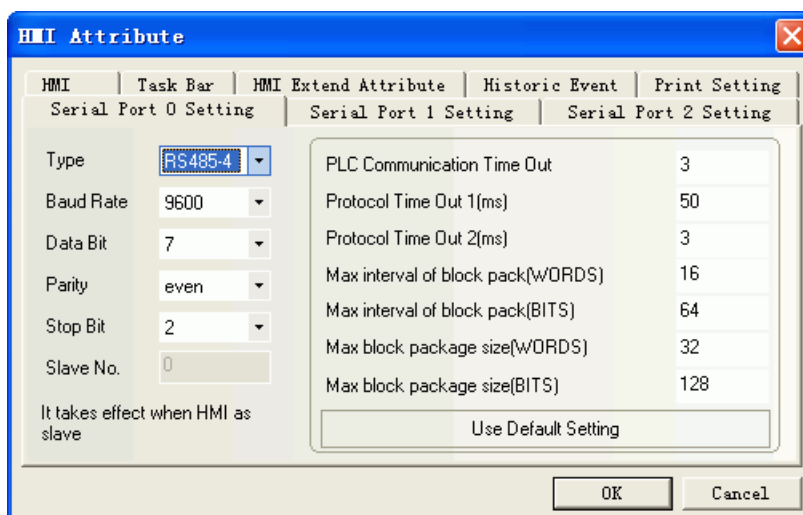 HMI Attribute
HMI
Task Bar
HMI Extend Attribute
Historic Event
Print Setting
Serial Port 0 Setting
Serial Port 1 Setting
Serial Port 2 Setting
Type
RS485-4
Baud Rate
9600
Data Bit
7
Parity
even
Stop Bit
2
Slave No.
0
It takes effect when HMI as
slave
PLC Communication Time Out
3
Protocol Time Out 1(ms)
50
Protocol Time Out 2(ms)
3
Max interval of block pack(WORDS)
16
Max interval of block pack(BITS)
64
Max block package size(WORDS)
32
Max block package size(BITS)
128
Use Default Setting
OK
Cancel